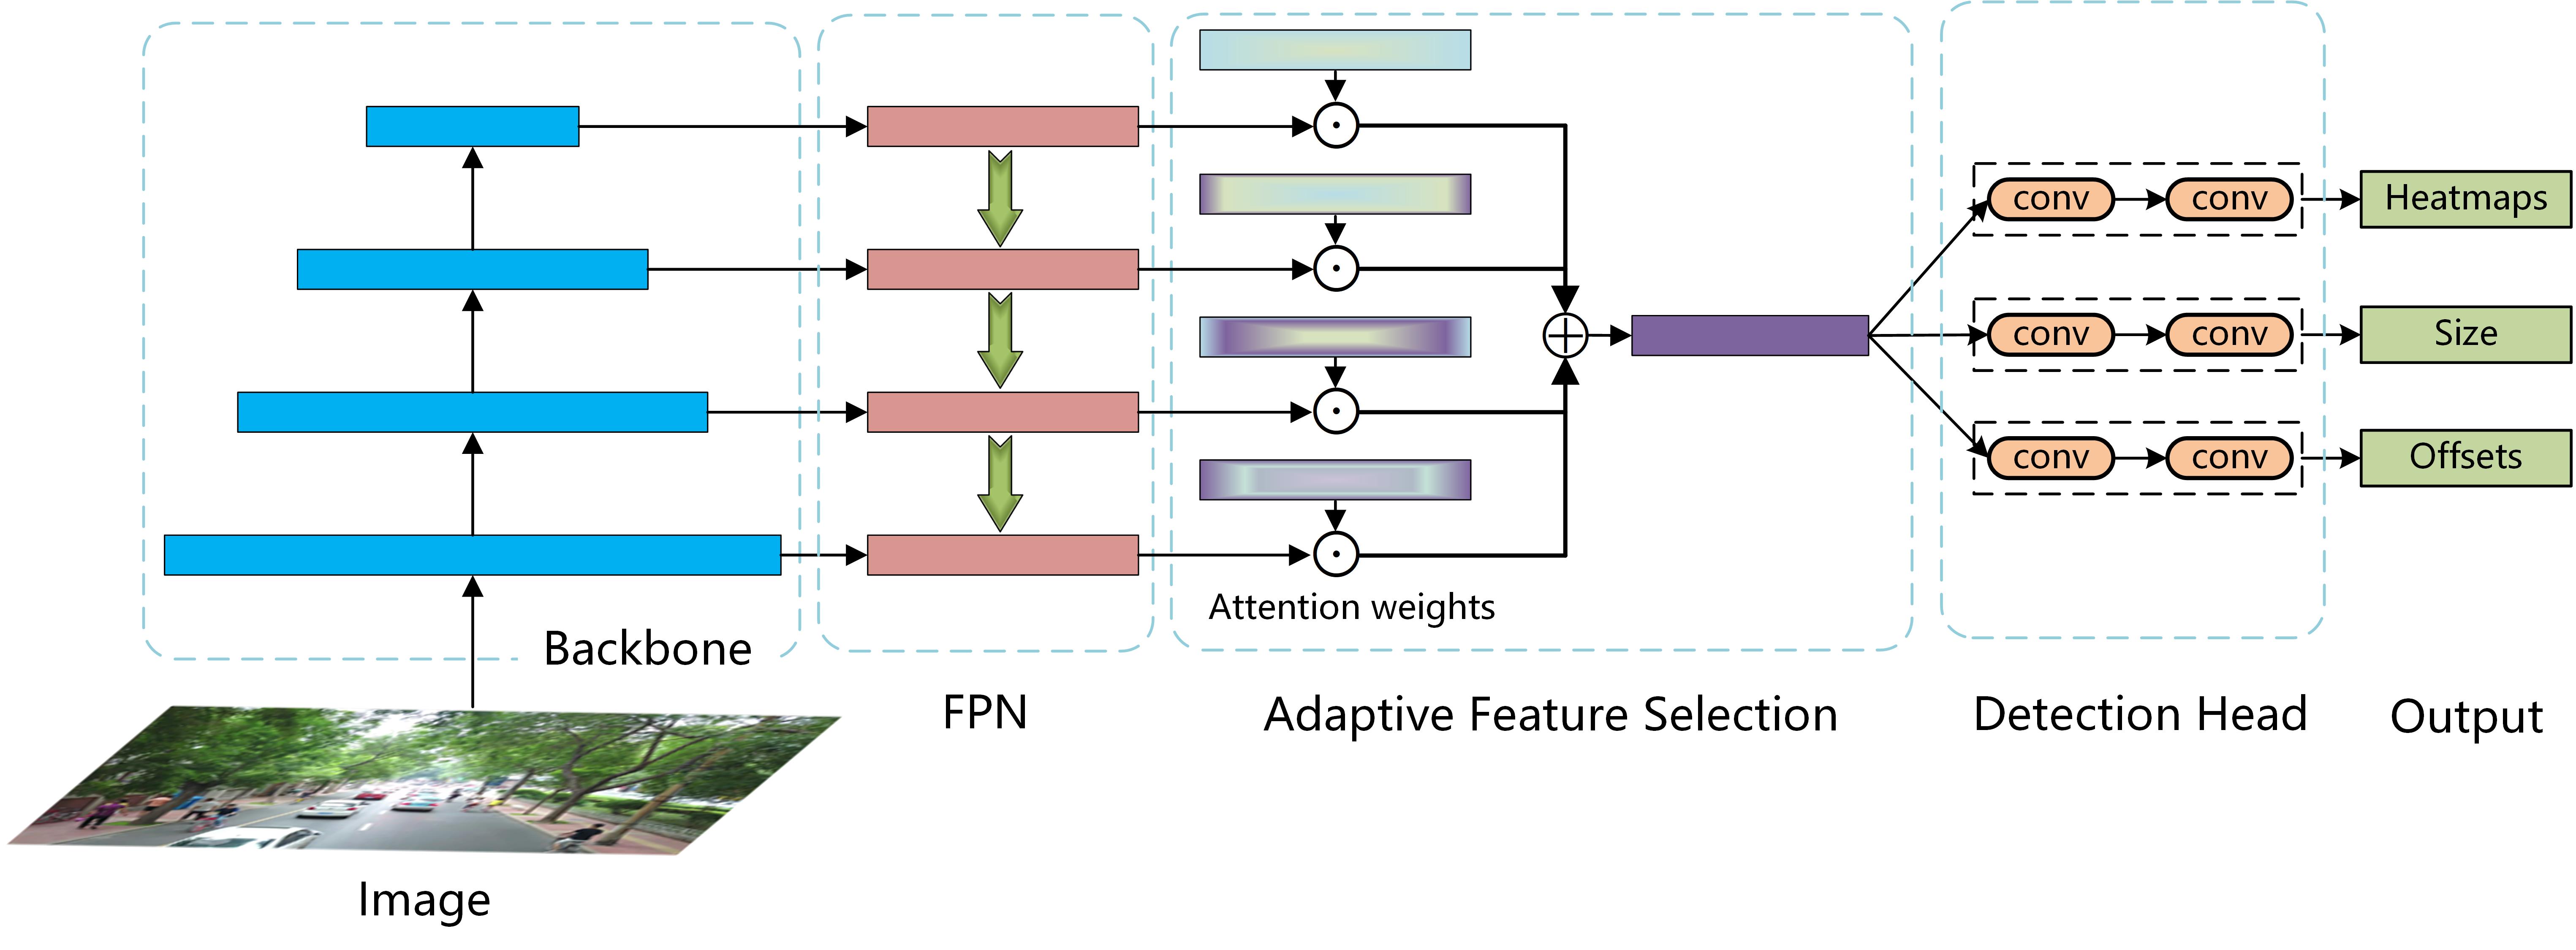 conv
conv
Heatmaps
conv
conv
Size
conv
conv
Offsets
Attention weights
Backbone
FPN
Adaptive Feature Selection
Detection Head
Output
Image